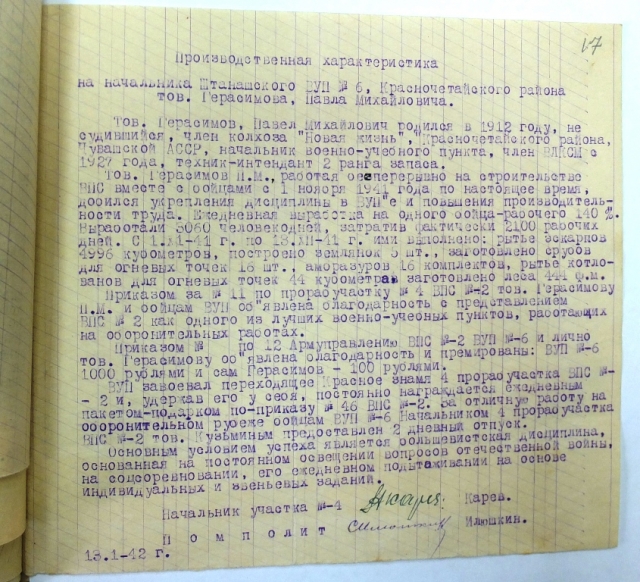 17
Производственная характеристика
на начальника Штанашского ВУП № 6, Красночетайского района
тов. Герасимова, Павла Михайловича.
Тов. Герасимов, Павел Михайлович родился в 1912 году, не
судившийся, член колхоза "Новая жизнь", Красночетайского района,
Чувашской АССР, начальник военно-учебного пункта, член ВЛКСМ с
1927 года, техник-интендант 2 ранга запаса.
Тов. Герасимов П.М., работая беспрерывно на строительстве
ВПС вместе с бойцами с 1 ноября 1941 года по настоящее время,
добился укрепления дисциплины в ВУП"е и повышения производитель-
ности труда. Ежедневная выработка на одного бойца-рабочего 140 %.
Выработали 3060 человекодней, затратив фактически 2100 рабочих
дней. С 1.XI-41 г. по 13.XII-41 г. ими выполнено: рытье эскарпов
4996 кубометров, построено землянок 5 шт., заготовлено срубов
для огневых точек 16 шт., амбразуров 16 комплектов, рытье котло-
ванов для огневых точек 44 кубометра, заготовлено леса 444 ф.м.
Приказом за № 11 по прорабучастку № 4 ВПС №-2 тов. Герасимову
П.М. и бойцам ВУП об"явлена благодарность с представлением
ВПС № 2 как одного из лучших военно-учебных пунктов, работающих
на оборонительных работах.
Приказом № по 12 Армуправлению ВПС №-2 ВУП №-6 и лично
тов. Герасимову об"явлена благодарность и премированы: ВУП №-6
1000 рублями и сам Герасимов - 100 рублями.
ВУП завоевал переходящее Красное знамя 4 прорабучастка ВПС №-
- 2 и, удержав его у себя, постоянно награждается ежедневным
пакетом-подарком по-приказу № 46 ВПС №-2. За отличную работу на
оборонительном рубеже бойцам ВУП №-6 Начальником 4 прорабучастка
ВПС №-2 тов. Кузьминым предоставлен 2 дневный отпуск.
Основным условием успеха является большевистская дисциплина,
основанная на постоянном освещении вопросов отечественной войны,
на соцсоревновании, его ежедневном подытаживании на основе
индивидуальных и звеньевых заданий.
Начальник участка №-4 Карев.
Помполит Илюшкин.
13.1-42 г.